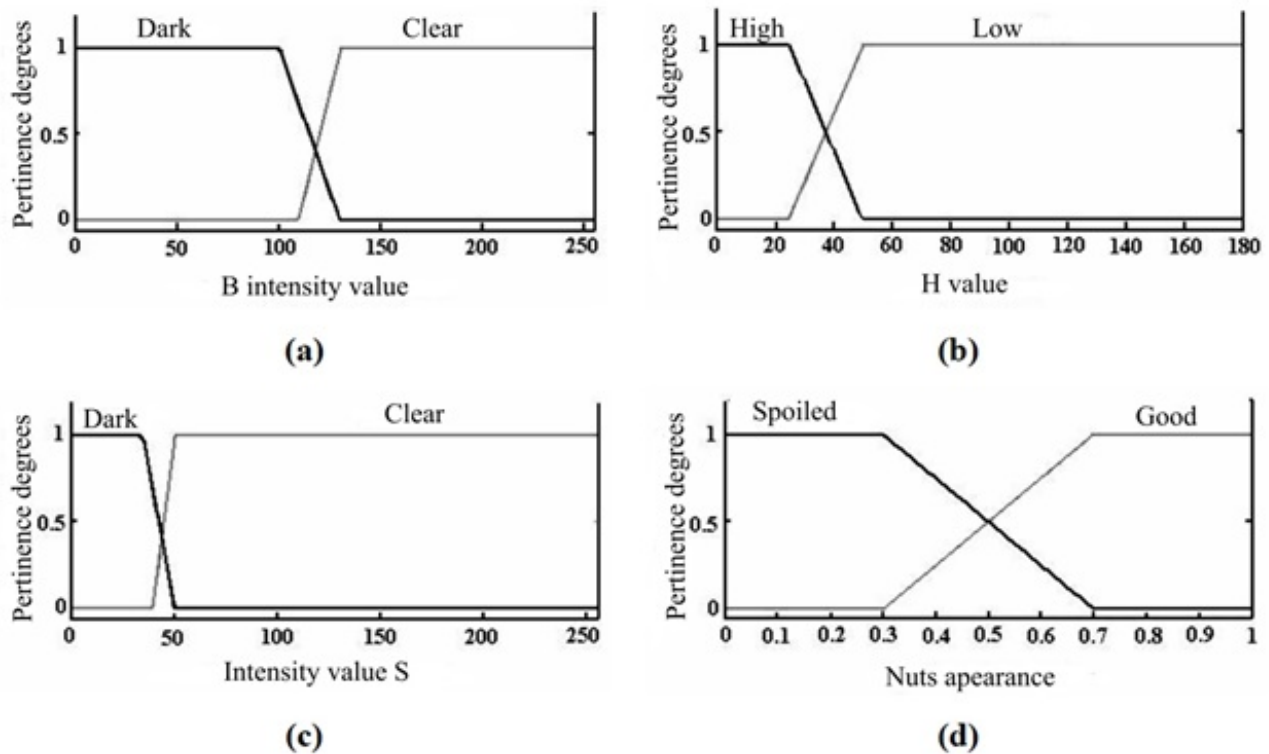 Dark Clear
Pertinence degrees
1
0.5
0
0 50 100 150 200 250
B intensity value
(a)
High Low
Pertinence degrees
1
0.5
0
0 20 40 60 80 100 120 140 160 180
H value
(b)
Dark Clear
Pertinence degrees
1
0.5
0
0 50 100 150 200 250
Intensity value S
(c)
Spoiled Good
Pertinence degrees
1
0.5
0
0 0.1 0.2 0.3 0.4 0.5 0.6 0.7 0.8 0.9 1
Nuts apearance
(d)